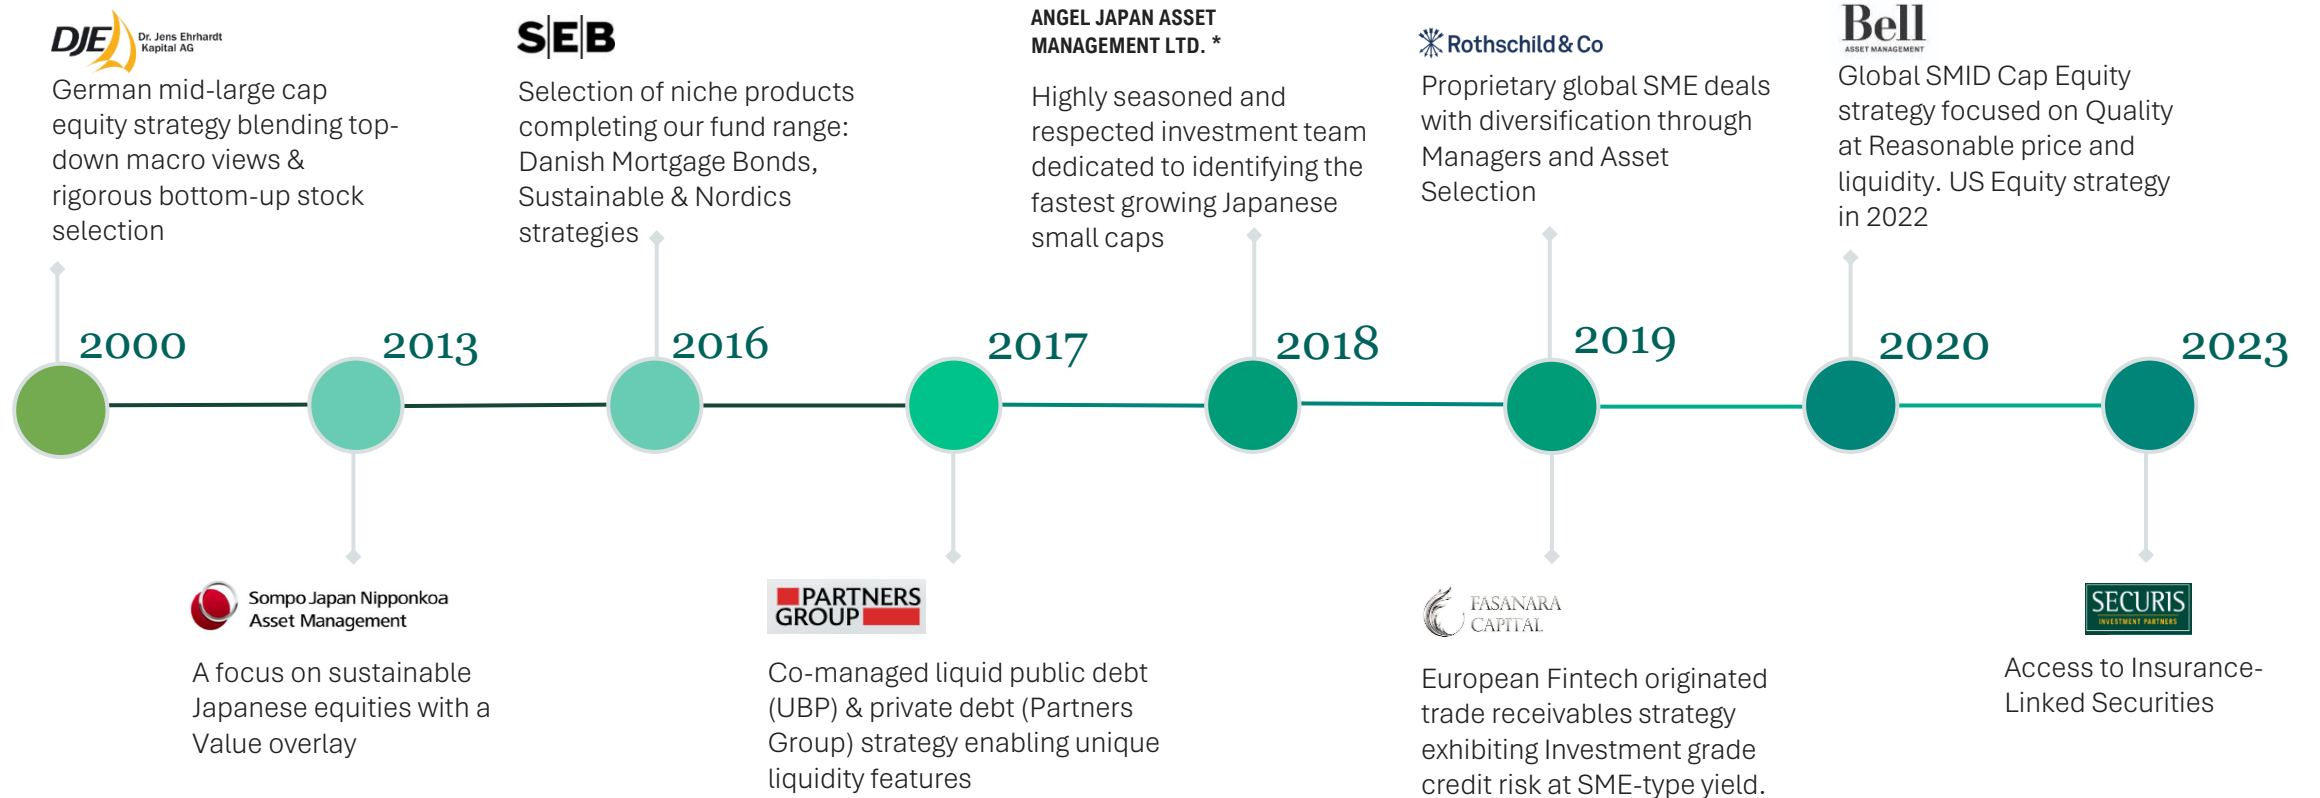 DJE Dr. Jens Ehrhardt
Kapital AG
German mid-large cap
equity strategy blending top-
down macro views &
rigorous bottom-up stock
selection
S|E|B
Selection of niche products
completing our fund range:
Danish Mortgage Bonds,
Sustainable & Nordics
strategies
ANGEL JAPAN ASSET
MANAGEMENT LTD. *
Highly seasoned and
respected investment team
dedicated to identifying the
fastest growing Japanese
small caps
Rothschild & Co
Proprietary global SME deals
with diversification through
Managers and Asset
Selection
Bell
ASSET MANAGEMENT
Global SMID Cap Equity
strategy focused on Quality
at Reasonable price and
liquidity. US Equity strategy
in 2022
2000
2013
2016
2017
2018
2019
2020
2023
Sompo Japan Nipponkoa
Asset Management
A focus on sustainable
Japanese equities with a
Value overlay
PARTNERS
GROUP
Co-managed liquid public debt
(UBP) & private debt (Partners
Group) strategy enabling unique
liquidity features
FASANARA
CAPITAL
European Fintech originated
trade receivables strategy
exhibiting Investment grade
credit risk at SME-type yield.
SECURIS
INVESTMENT PARTNERS
Access to Insurance-
Linked Securities